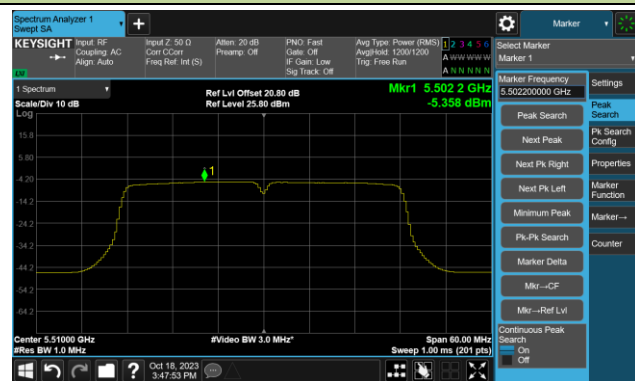 Spectrum Analyzer 1
Swept SA
Marker
KEYSIGHT
Input: RF
Coupling: AC
Align: Auto
Input Z: 50 Ω
Corr CCorr
Freq Ref: Int (S)
Atten: 20 dB
Preamp: Off
PNO: Fast
Gate: Off
IF Gain: Low
Sig Track: Off
Avg Type: Power (RMS)
Avg|Hold: 1200/1200
Trig: Free Run
1 2 3 4 5 6
A W W W W W
A N N N N N
Select Marker
Marker 1
LW
1 Spectrum
Scale/Div 10 dB
Log
Ref Lvl Offset 20.80 dB
Ref Level 25.80 dBm
Mkr1 5.502 2 GHz
-5.358 dBm
15.8
5.80
-4.20
-14.2
-24.2
-34.2
-44.2
-54.2
-64.2
1
Center 5.51000 GHz
#Res BW 1.0 MHz
#Video BW 3.0 MHz*
Span 60.00 MHz
Sweep 1.00 ms (201 pts)
Marker Frequency
5.502200000 GHz
Peak Search
Next Peak
Next Pk Right
Next Pk Left
Minimum Peak
Pk-Pk Search
Marker Delta
Mkr→CF
Mkr→Ref Lvl
Continuous Peak
Search
On
Off
Settings
Peak
Search
Pk Search
Config
Properties
Marker
Function
Marker→
Counter
?
Oct 18, 2023
3:47:53 PM